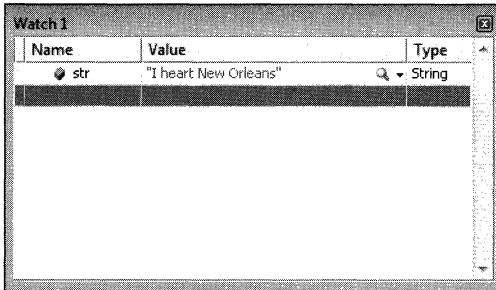 Watch 1
Name Value Type
str "I heart New Orleans" String